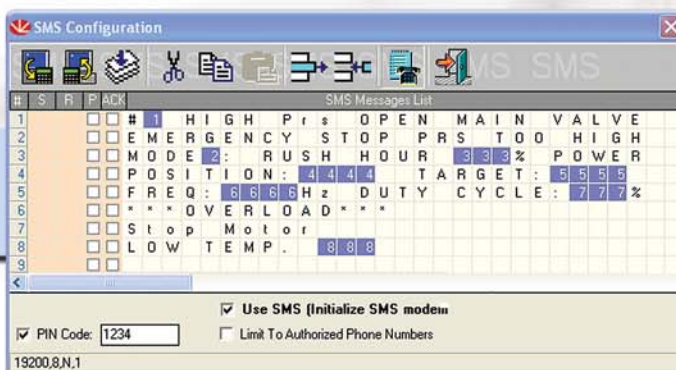 SMS Configuration
SMS SMS
# S R P ACK SMS Messages List
1 # 1 HIGH Prs OPEN MAIN VALVE
2 EMERGENCY STOP PRS TOO HIGH
3 MODE 2: RUSH HOUR 333% POWER
4 POSITION: 4444 TARGET: 5555
5 FREQ: 6666Hz DUTY CYCLE: 777%
6 ***OVERLOAD***
7 Stop Motor
8 LOW TEMP. 888
9
Use SMS (Initialize SMS modem
PIN Code: 1234 Limit To Authorized Phone Numbers
19200,8,N,1